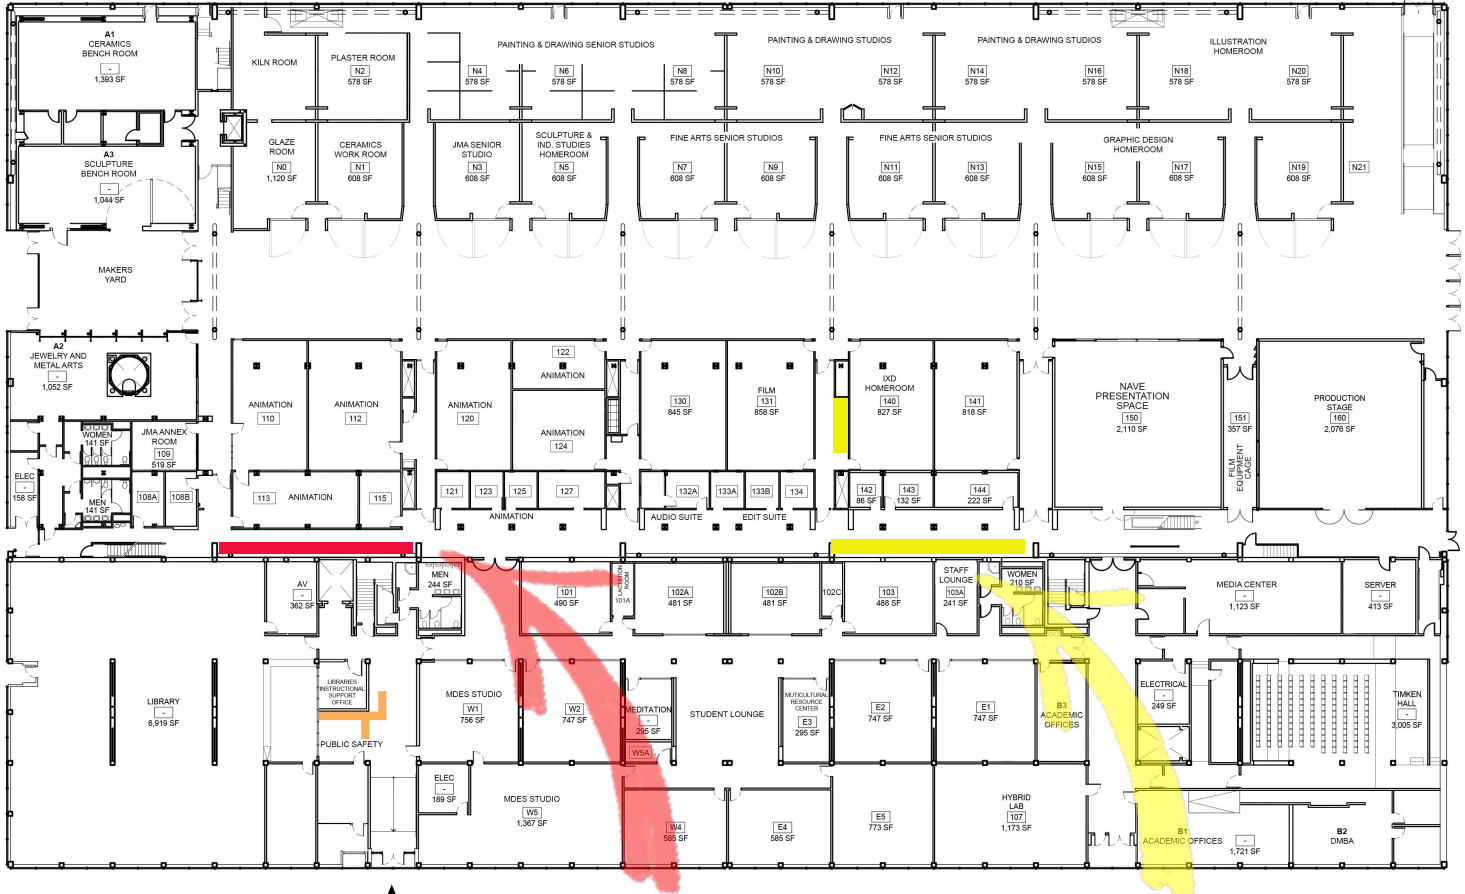 A1
CERAMICS
BENCH ROOM
-
1,393 SF
KILN ROOM
PLASTER ROOM
N2
578 SF
PAINTING & DRAWING SENIOR STUDIOS
N4
578 SF
N6
578 SF
N8
578 SF
PAINTING & DRAWING STUDIOS
N10
578 SF
N12
578 SF
PAINTING & DRAWING STUDIOS
N14
578 SF
N16
578 SF
ILLUSTRATION
HOMEROOM
N18
578 SF
N20
578 SF
A3
SCULPTURE
BENCH ROOM
-
1,044 SF
GLAZE
ROOM
N0
1,120 SF
CERAMICS
WORK ROOM
N1
608 SF
JMA SENIOR
STUDIO
N3
608 SF
SCULPTURE &
IND. STUDIES
HOMEROOM
N5
608 SF
FINE ARTS SENIOR STUDIOS
N7
608 SF
N9
608 SF
FINE ARTS SENIOR STUDIOS
N11
608 SF
N13
608 SF
GRAPHIC DESIGN
HOMEROOM
N15
608 SF
N17
608 SF
N19
608 SF
N21
MAKERS
YARD
A2
JEWELRY AND
METAL ARTS
-
1,052 SF
ANIMATION
110
ANIMATION
112
ANIMATION
120
122
ANIMATION
ANIMATION
124
130
845 SF
FILM
131
858 SF
IXD
HOMEROOM
140
827 SF
141
818 SF
NAVE
PRESENTATION
SPACE
150
2,110 SF
151
357 SF
FILM
EQUIPMENT
CAGE
PRODUCTION
STAGE
160
2,076 SF
WOMEN
141 SF
JMA ANNEX
ROOM
109
519 SF
ELEC
-
158 SF
MEN
141 SF
108A
108B
113
ANIMATION
115
121
123
125
127
ANIMATION
132A
133A
133B
134
AUDIO SUITE
EDIT SUITE
142
86 SF
143
132 SF
144
222 SF
AV
-
362 SF
MEN
244 SF
101
490 SF
LACTATION
ROOM
101A
102A
481 SF
102B
481 SF
102C
103
488 SF
STAFF
LOUNGE
103A
241 SF
WOMEN
210 SF
MEDIA CENTER
-
1,123 SF
SERVER
-
413 SF
LIBRARY
-
6,919 SF
LIBRARIES
INSTRUCTIONAL
SUPPORT
OFFICE
PUBLIC SAFETY
MDES STUDIO
W1
756 SF
W2
747 SF
MEDITATION
-
295 SF
W5A
STUDENT LOUNGE
MUTICULTURAL
RESOURCE
CENTER
E3
295 SF
E2
747 SF
E1
747 SF
B3
ACADEMIC
OFFICES
ELECTRICAL
-
249 SF
TIMKEN
HALL
-
3,005 SF
ELEC
-
189 SF
MDES STUDIO
W5
1,367 SF
W4
585 SF
E4
585 SF
E5
773 SF
HYBRID
LAB
107
1,173 SF
B1
ACADEMIC OFFICES
-
1,721 SF
B2
DMBA